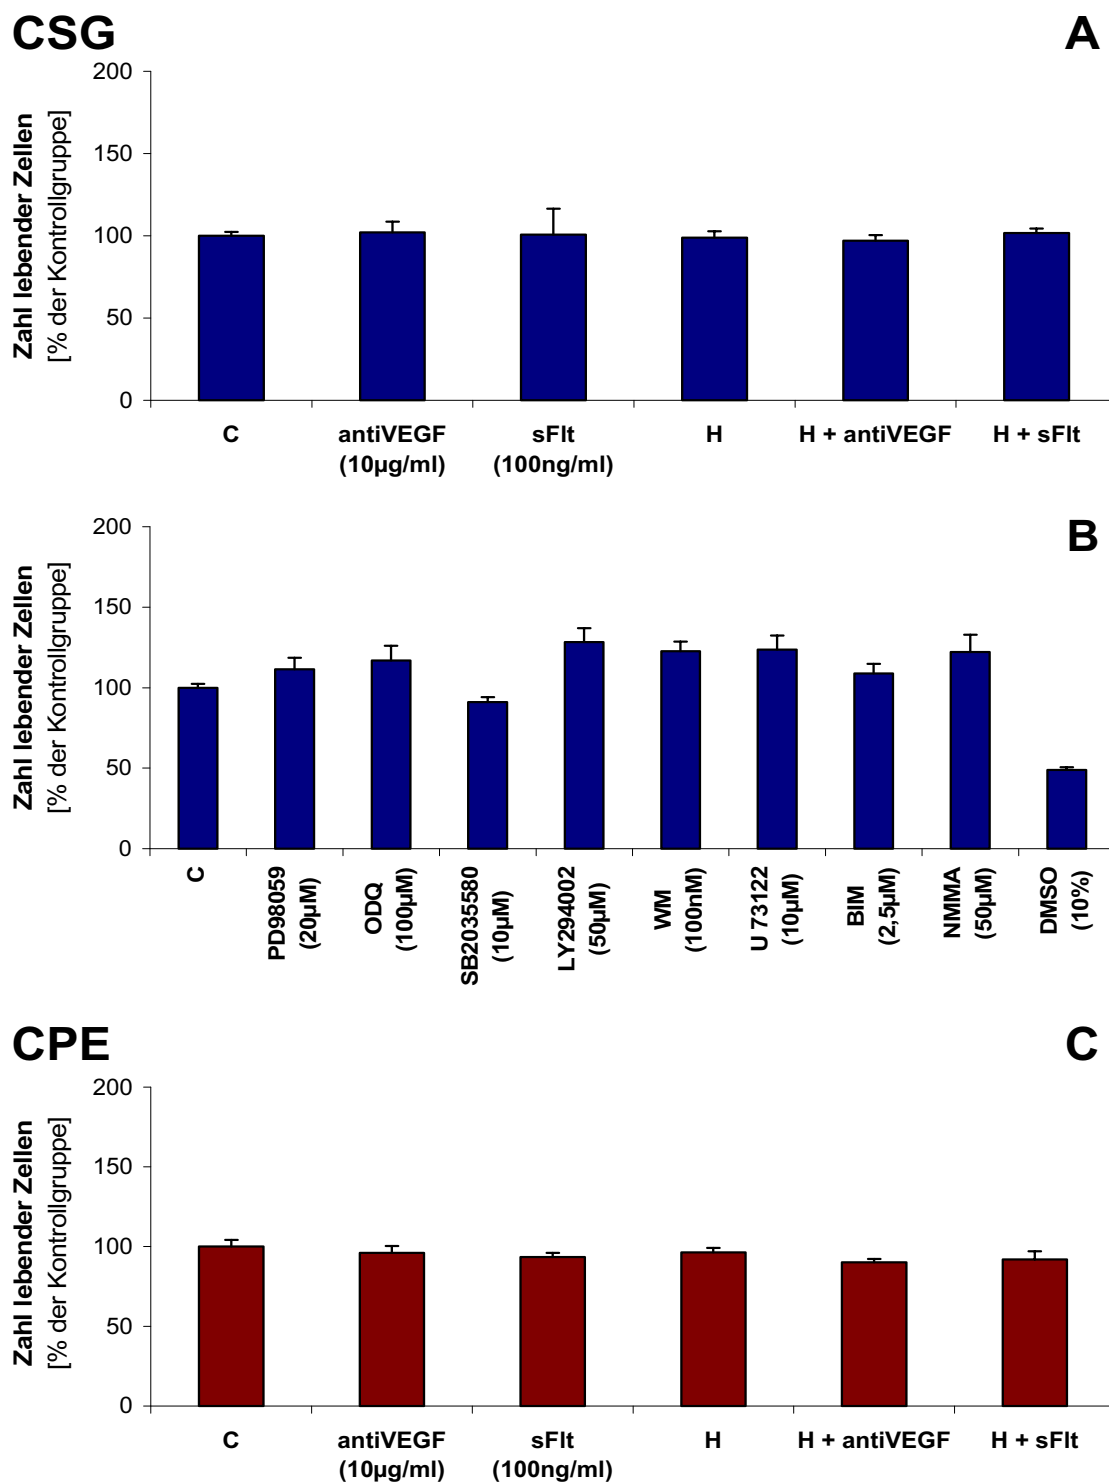 CSG
A
Zahl lebender Zellen
[% der Kontrollgruppe]
200
150
100
50
0
C
antiVEGF
(10µg/ml)
sFlt
(100ng/ml)
H
H + antiVEGF
H + sFlt
B
Zahl lebender Zellen
[% der Kontrollgruppe]
200
150
100
50
0
C
PD98059
(20µM)
ODQ
(100µM)
SB2035580
(10µM)
LY294002
(50µM)
WM
(100nM)
U 73122
(10µM)
BIM
(2,5µM)
NMMA
(50µM)
DMSO
(10%)
CPE
C
Zahl lebender Zellen
[% der Kontrollgruppe]
200
150
100
50
0
C
antiVEGF
(10µg/ml)
sFlt
(100ng/ml)
H
H + antiVEGF
H + sFlt